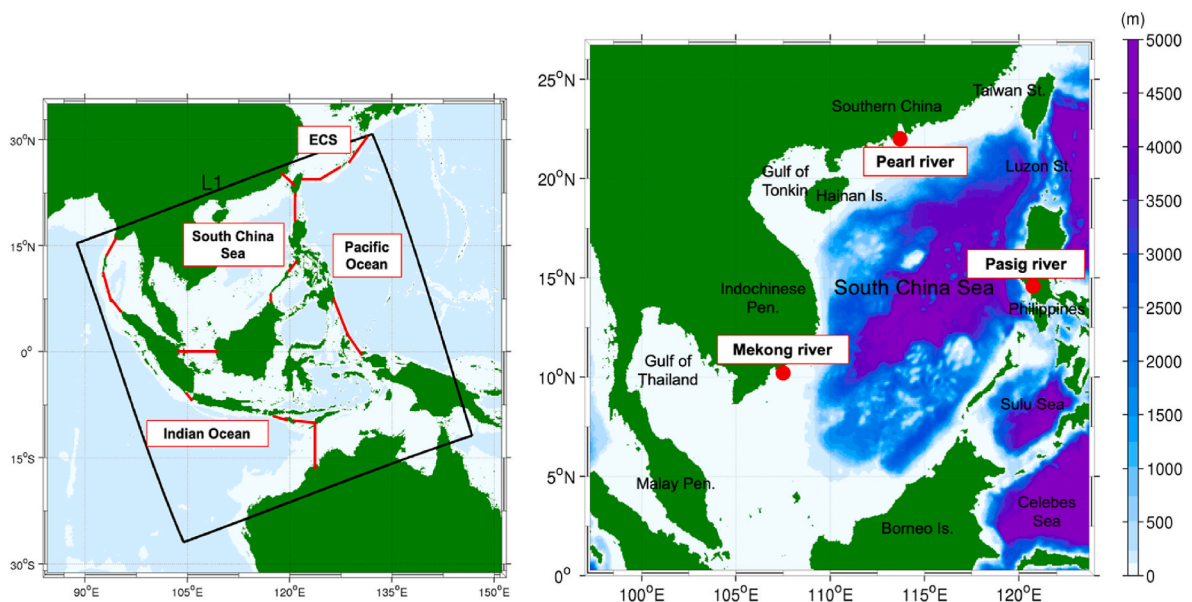 30°N
15°N
0°
15°S
30°S
90°E
105°E
120°E
135°E
150°E
L1
ECS
South China
Sea
Pacific
Ocean
Indian Ocean
25°N
20°N
15°N
10°N
5°N
0°
100°E
105°E
110°E
115°E
120°E
Taiwan St.
Southern China
Pearl river
Gulf of
Tonkin
Hainan Is.
Luzon St.
Pasig river
South China Sea
Indochinese
Pen.
Philippines
Mekong river
Gulf of
Thailand
Sulu Sea
Malay Pen.
Celebes
Sea
Borneo Is.
(m)
5000
4500
4000
3500
3000
2500
2000
1500
1000
500
0